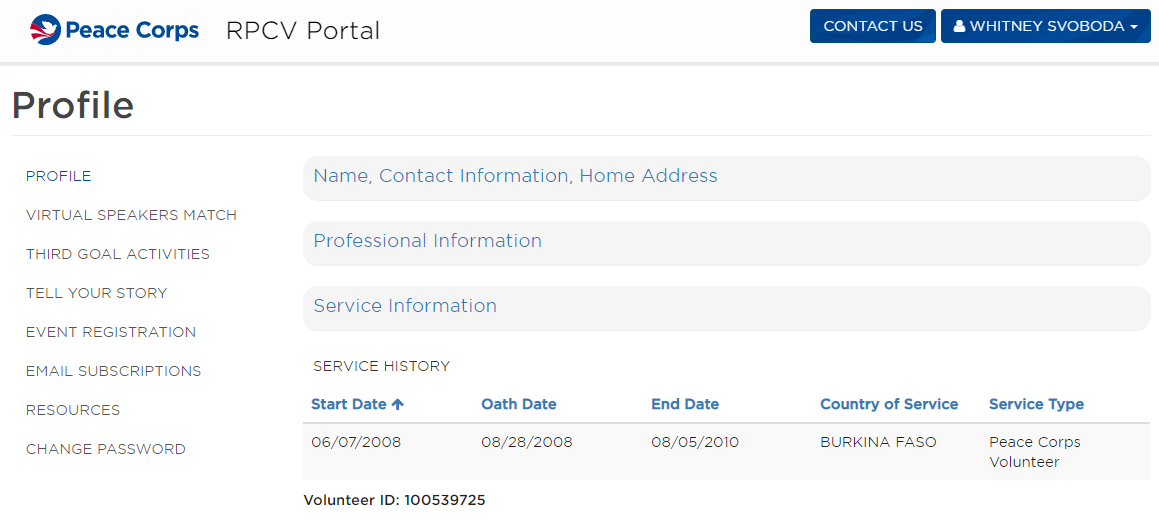 Peace Corps RPCV Portal CONTACT US WHITNEY SVOBODA
Profile
PROFILE
VIRTUAL SPEAKERS MATCH
THIRD GOAL ACTIVITIES
TELL YOUR STORY
EVENT REGISTRATION
EMAIL SUBSCRIPTIONS
RESOURCES
CHANGE PASSWORD
Name, Contact Information, Home Address
Professional Information
Service Information
SERVICE HISTORY
Start Date Oath Date End Date Country of Service Service Type
06/07/2008 08/28/2008 08/05/2010 BURKINA FASO Peace Corps
Volunteer
Volunteer ID: 100539725